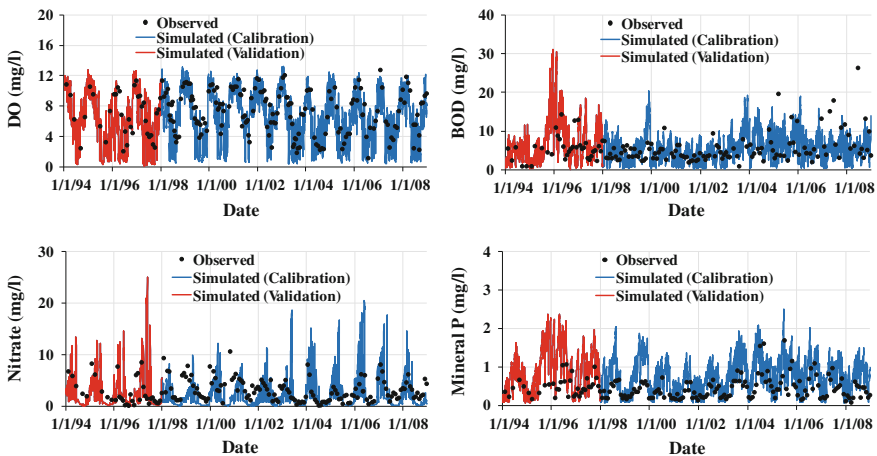 Observed
Simulated (Calibration)
Simulated (Validation)
DO (mg/l)
20
16
12
8
4
0
1/1/94 1/1/96 1/1/98 1/1/00 1/1/02 1/1/04 1/1/06 1/1/08
Date
Observed
Simulated (Calibration)
Simulated (Validation)
BOD (mg/l)
40
30
20
10
0
1/1/94 1/1/96 1/1/98 1/1/00 1/1/02 1/1/04 1/1/06 1/1/08
Date
Observed
Simulated (Calibration)
Simulated (Validation)
Nitrate (mg/l)
30
20
10
0
1/1/94 1/1/96 1/1/98 1/1/00 1/1/02 1/1/04 1/1/06 1/1/08
Date
Observed
Simulated (Calibration)
Simulated (Validation)
Mineral P (mg/l)
4
3
2
1
0
1/1/94 1/1/96 1/1/98 1/1/00 1/1/02 1/1/04 1/1/06 1/1/08
Date